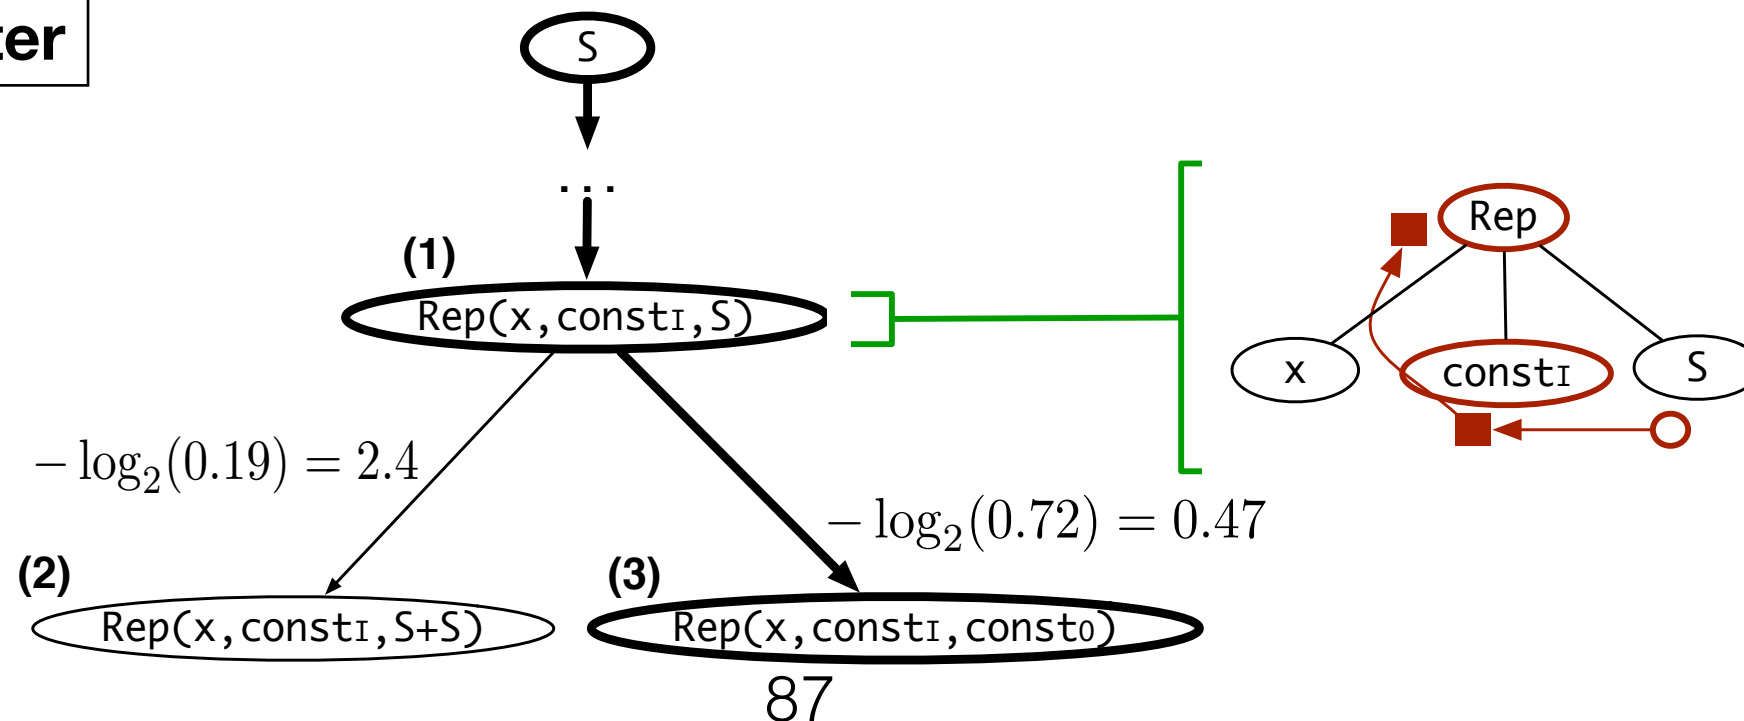 S
...
(1)
Rep(x,constI,S)
Rep
x
constI
S
− log₂(0.19) = 2.4
− log₂(0.72) = 0.47
(2)
Rep(x,constI,S+S)
(3)
Rep(x,constI,const0)
87